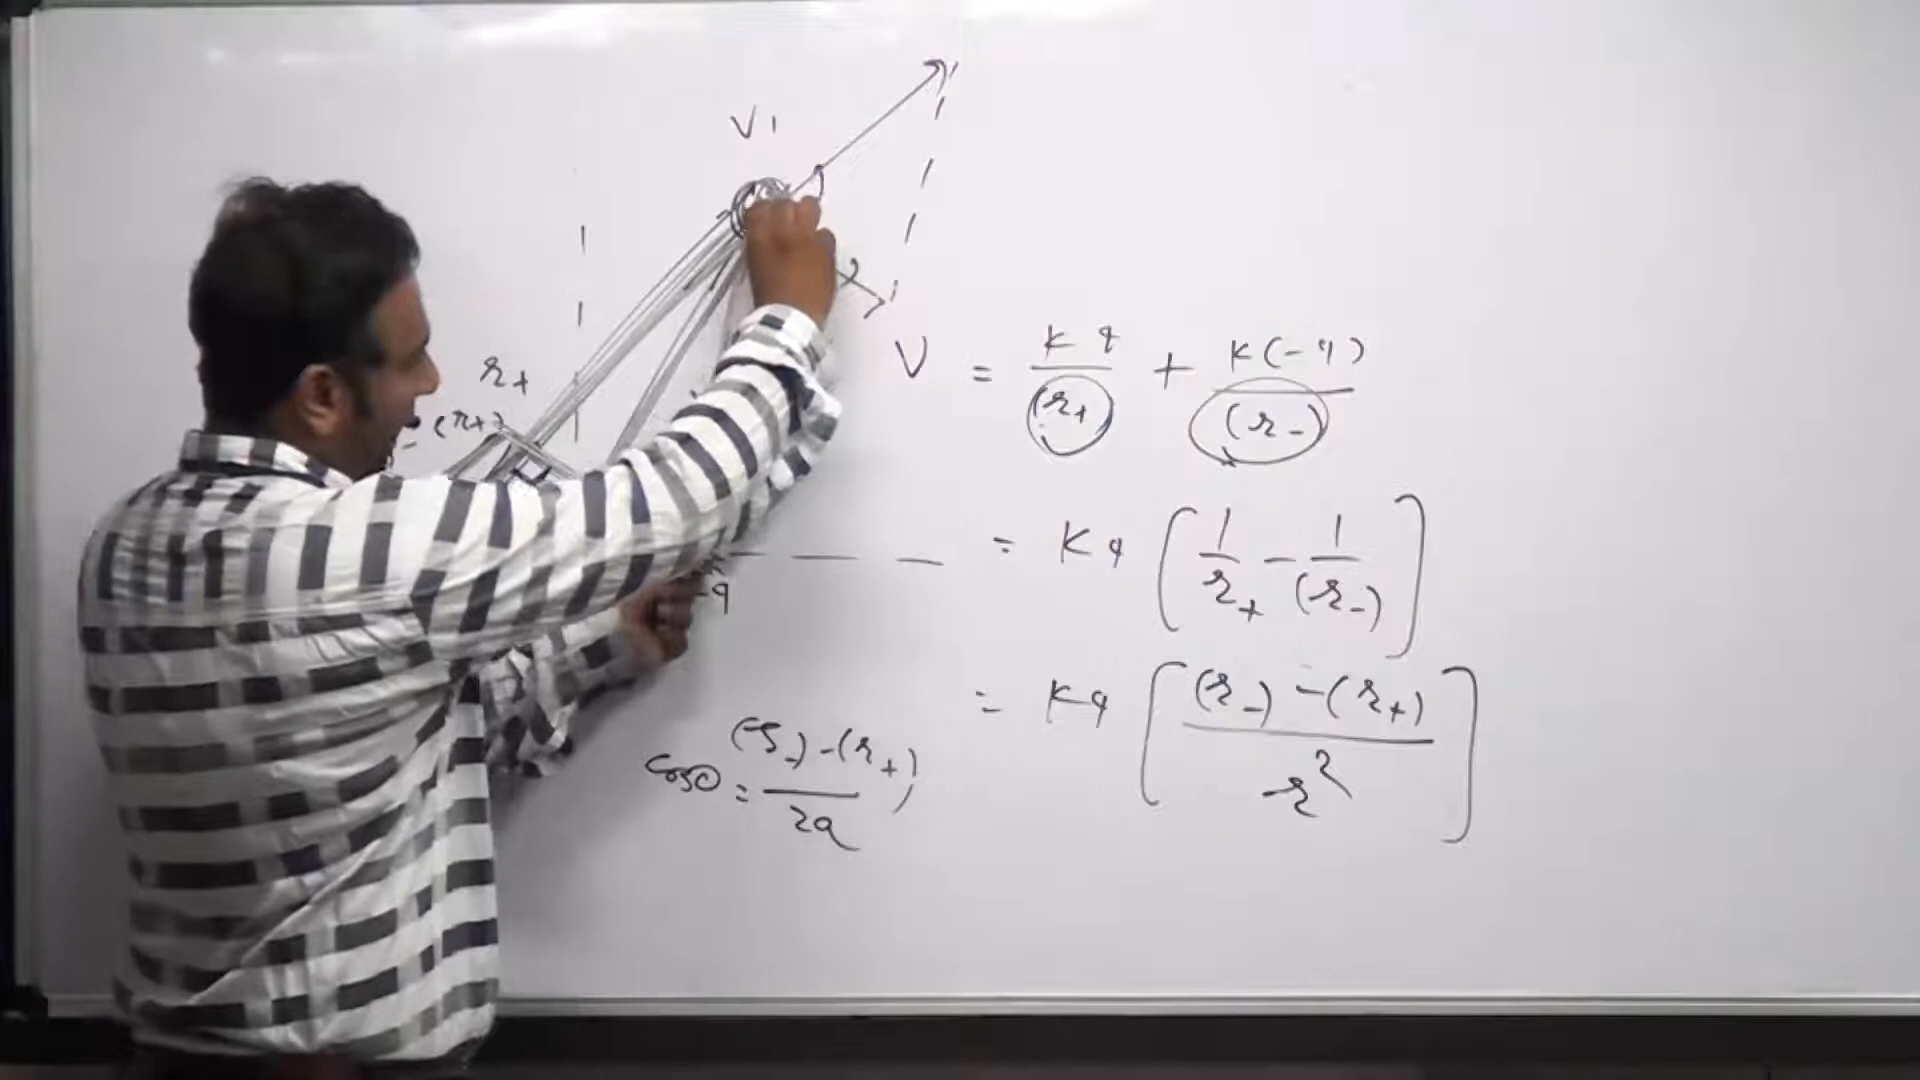 V1
r+
- (r+)
V = Kq/(r+) + K(-q)/(r-)
-q
= Kq [1/r+ - 1/(r-)]
= Kq [(r-) - (r+)/r²]
cosθ = (r-) - (r+)/2a